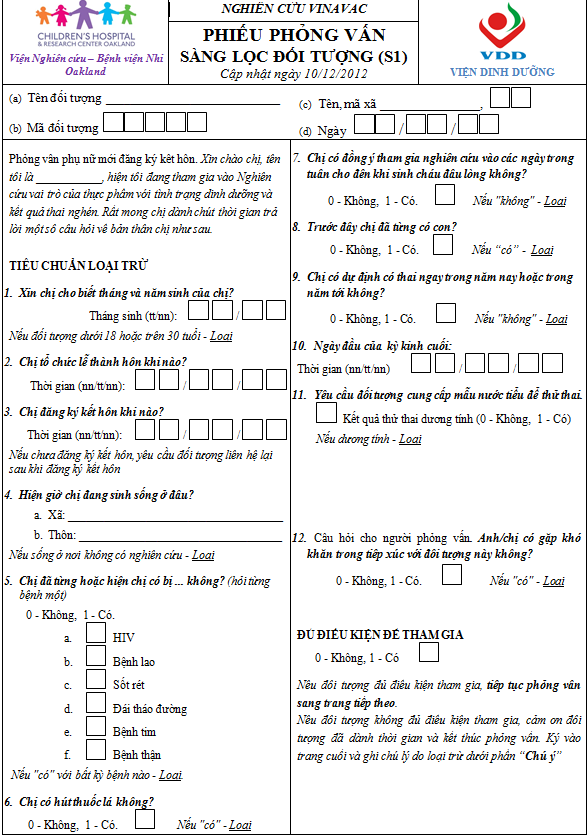 CHILDREN'S HOSPITAL
& RESEARCH CENTER OAKLAND
Viện Nghiên cứu – Bệnh viện Nhi
Oakland
NGHIÊN CỨU VINAVAC
PHIẾU PHỎNG VẤN
SÀNG LỌC ĐỐI TƯỢNG (S1)
Cập nhật ngày 10/12/2012
VDD
VIỆN DINH DƯỠNG
(a) Tên đối tượng ____________________
(b) Mã đối tượng
(c) Tên, mã xã ______________,
(d) Ngày / /
Phỏng vấn phụ nữ mới đăng ký kết hôn. Xin chào chị, tên
tôi là __________, hiện tôi đang tham gia vào Nghiên
cứu vai trò của thực phẩm với tình trạng dinh dưỡng và
kết quả thai nghén. Rất mong chị dành chút thời gian trả
lời một số câu hỏi về bản thân chị như sau.
TIÊU CHUẨN LOẠI TRỪ
1. Xin chị cho biết tháng và năm sinh của chị?
Tháng sinh (tt/nn): /
Nếu đối tượng dưới 18 hoặc trên 30 tuổi - Loại
2. Chị tổ chức lễ thành hôn khi nào?
Thời gian (nn/tt/nn): / /
3. Chị đăng ký kết hôn khi nào?
Thời gian (nn/tt/nn): / /
Nếu chưa đăng ký kết hôn, yêu cầu đối tượng liên hệ lại
sau khi đăng ký kết hôn
4. Hiện giờ chị đang sinh sống ở đâu?
a. Xã: ______________________________
b. Thôn: ____________________________
Nếu sống ở nơi không có nghiên cứu - Loại
5. Chị đã từng hoặc hiện chị có bị ... không? (hỏi từng
bệnh một)
0 - Không, 1 - Có.
a. HIV
b. Bệnh lao
c. Sốt rét
d. Đái tháo đường
e. Bệnh tim
f. Bệnh thận
Nếu "có" với bất kỳ bệnh nào - Loại.
6. Chị có hút thuốc lá không?
0 - Không, 1 - Có. Nếu "có" - Loại
7. Chị có đồng ý tham gia nghiên cứu vào các ngày trong
tuần cho đến khi sinh cháu đầu lòng không?
0 - Không, 1 - Có. Nếu "không" - Loại
8. Trước đây chị đã từng có con?
0 - Không, 1 - Có. Nếu "có" - Loại
9. Chị có dự định có thai ngay trong năm nay hoặc trong
năm tới không?
0 - Không, 1 - Có. Nếu "không" - Loại
10. Ngày đầu của kỳ kinh cuối:
Thời gian (nn/tt/nn) / /
11. Yêu cầu đối tượng cung cấp mẫu nước tiểu để thử thai.
Kết quả thử thai dương tính (0 - Không, 1 - Có)
Nếu dương tính - Loại
12. Câu hỏi cho người phỏng vấn. Anh/chị có gặp khó
khăn trong tiếp xúc với đối tượng này không?
0 - Không, 1 - Có. Nếu "có" - Loại
ĐỦ ĐIỀU KIỆN ĐỂ THAM GIA
0 - Không, 1 - Có
Nếu đối tượng đủ điều kiện tham gia, tiếp tục phỏng vấn
sang trang tiếp theo.
Nếu đối tượng không đủ điều kiện tham gia, cảm ơn đối
tượng đã dành thời gian và kết thúc phỏng vấn. Ký vào
trang cuối và ghi chú lý do loại trừ dưới phần "Chú ý"